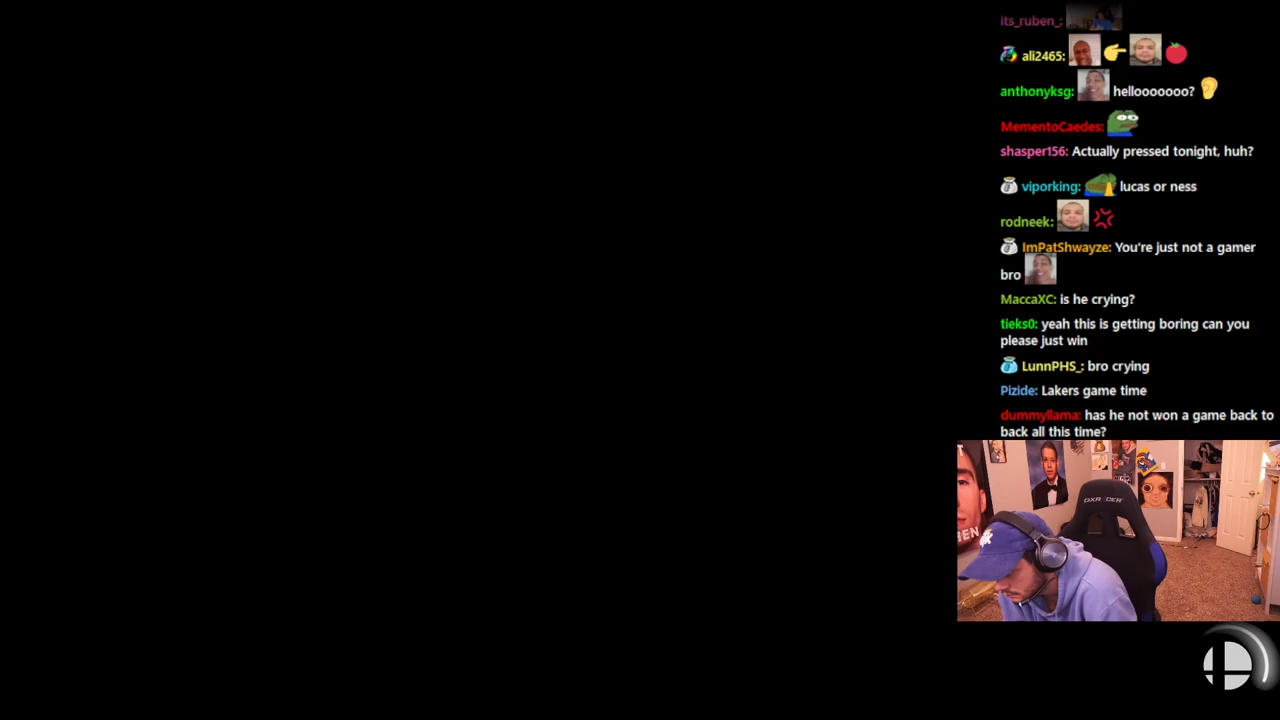 its_ruben_:
ali2465:
anthonyksg: hellooooooo?
MementoCaedes:
shasper156: Actually pressed tonight, huh?
viporking: lucas or ness
rodneek:
ImPatShwayze: You're just not a gamer
bro
MaccaXC: is he crying?
tieks0: yeah this is getting boring can you
please just win
LunnPHS_: bro crying
Pizide: Lakers game time
dummyllama: has he not won a game back to
back all this time?
DXRACER